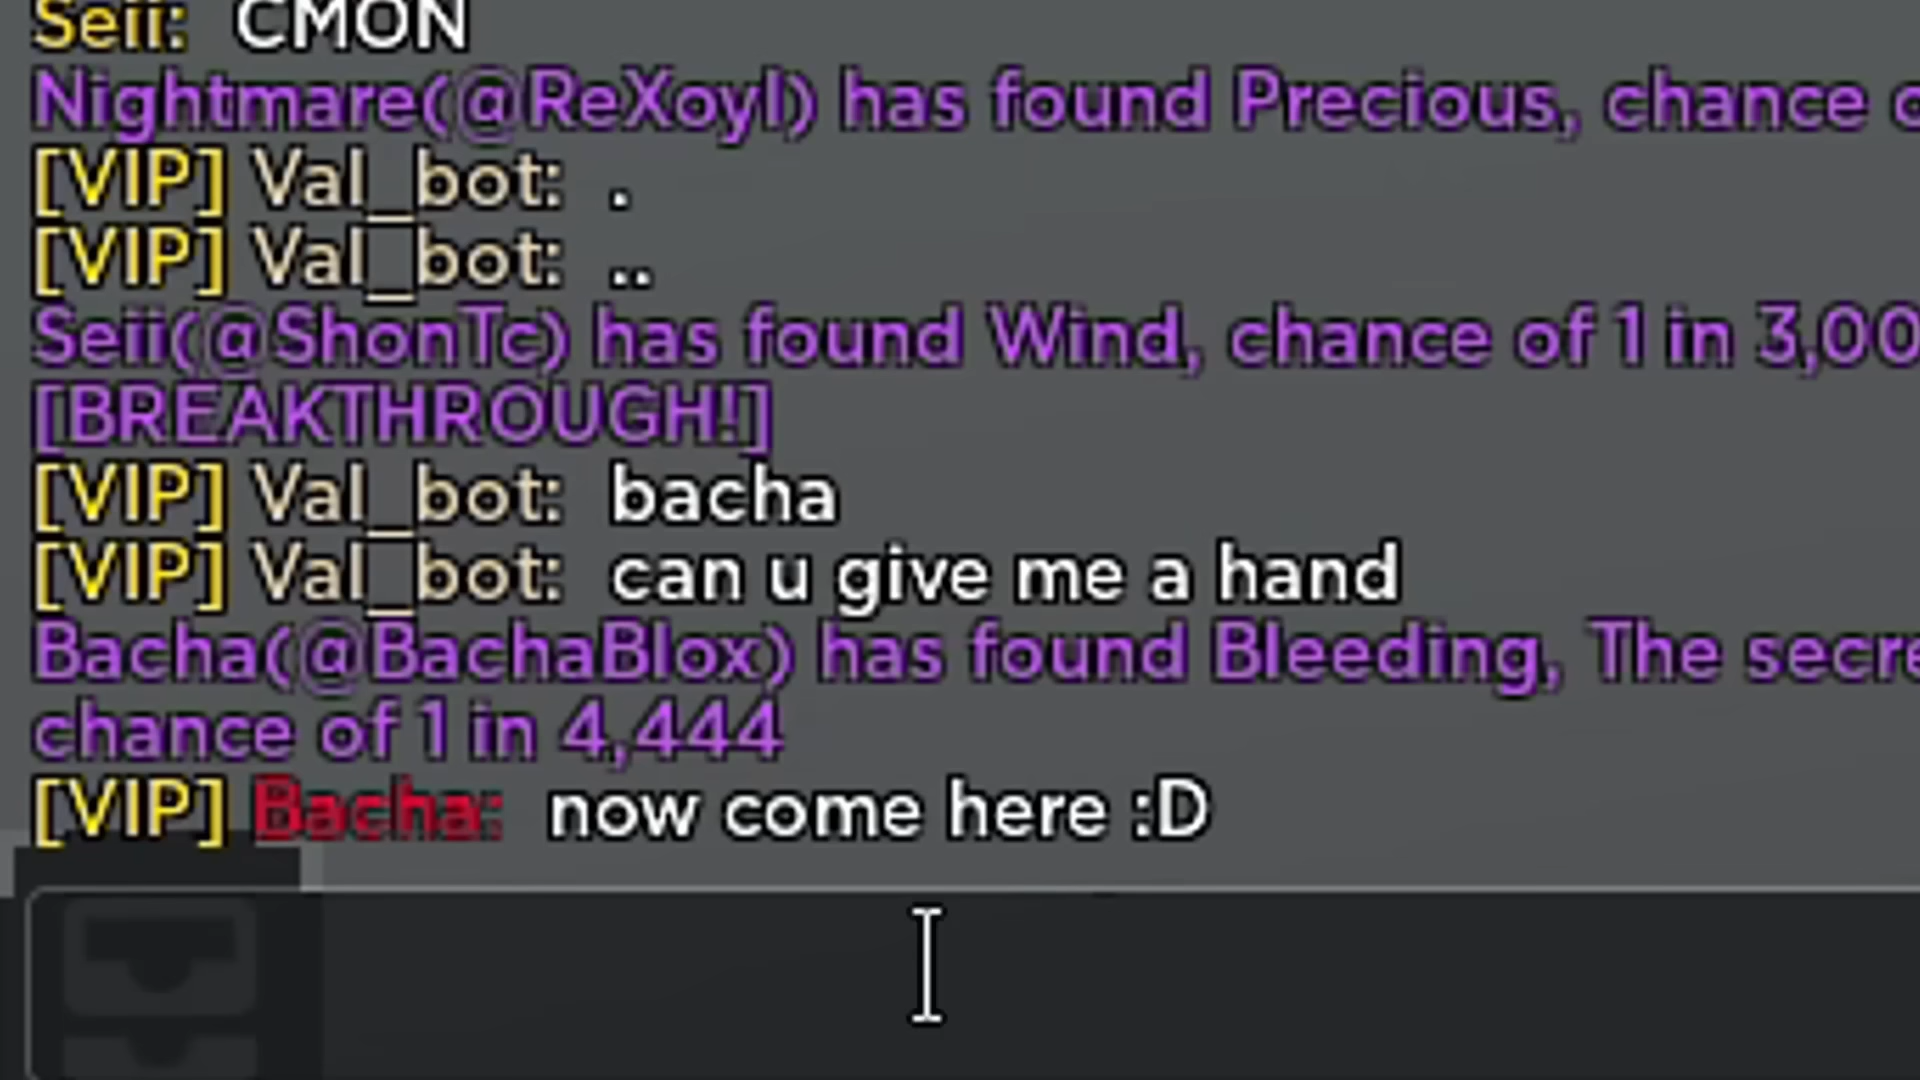 Seii: CMON
Nightmare(@ReXoyl) has found Precious, chance
[VIP] Val_bot: .
[VIP] Val_bot: ..
Seii(@ShonTc) has found Wind, chance of 1 in 3,00
[BREAKTHROUGH!]
[VIP] Val_bot: bacha
[VIP] Val_bot: can u give me a hand
Bacha(@BachaBlox) has found Bleeding, The secre
chance of 1 in 4,444
[VIP] Bacha: now come here :D